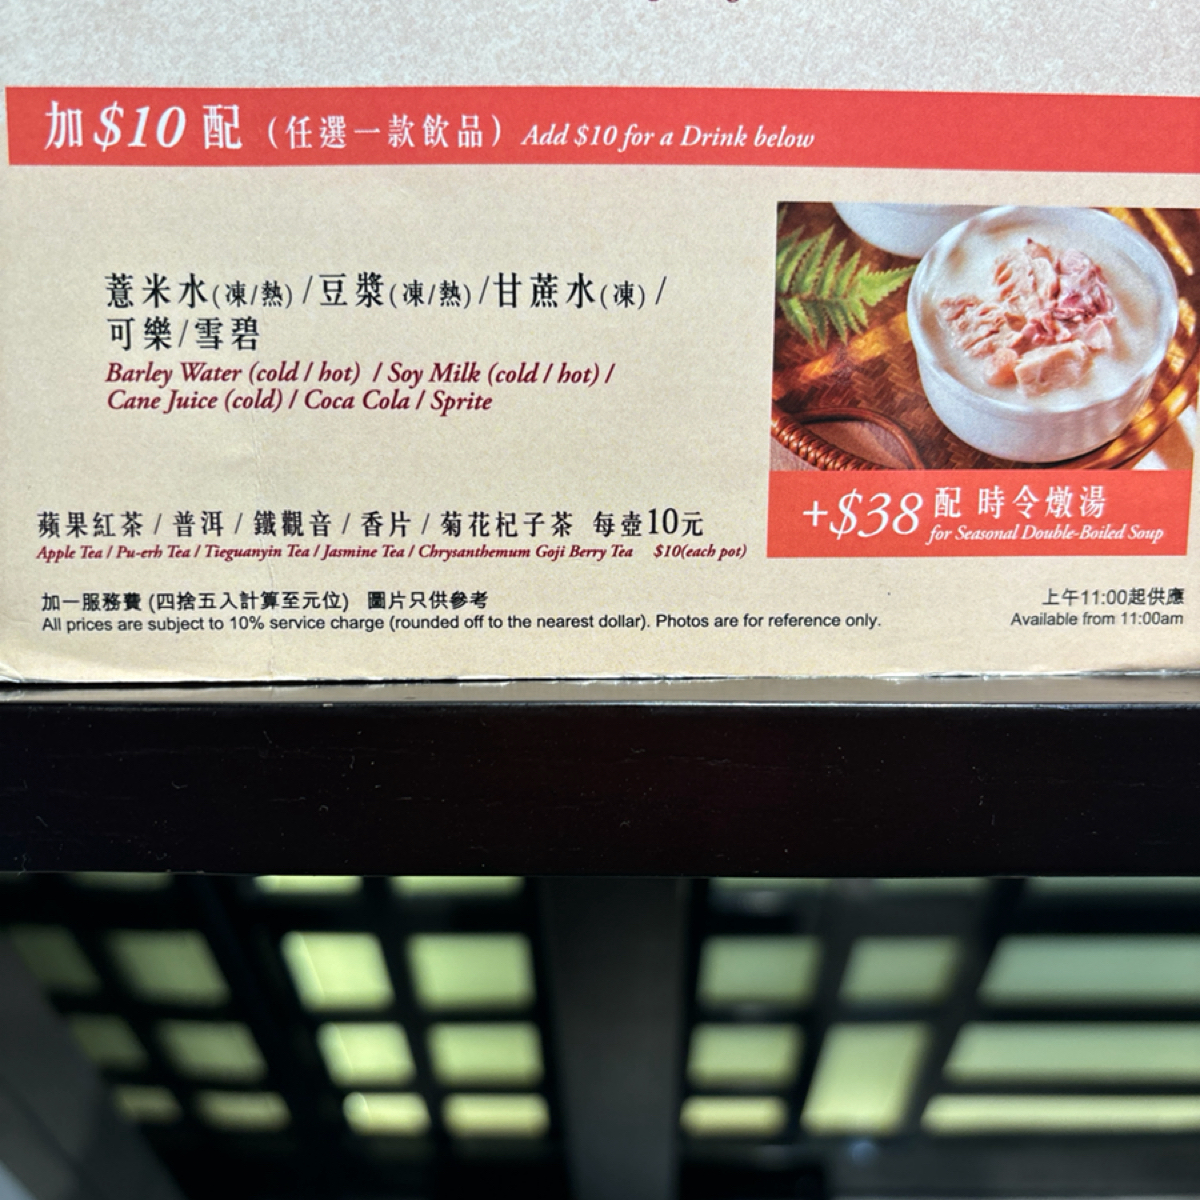 加$10配（任選一款飲品）Add $10 for a Drink below
薏米水(凍/熱) / 豆漿(凍/熱) / 甘蔗水(凍) /
可樂 / 雪碧
Barley Water (cold / hot) / Soy Milk (cold / hot) /
Cane Juice (cold) / Coca Cola / Sprite
+$38 配 時令燉湯
for Seasonal Double-Boiled Soup
蘋果紅茶 / 普洱 / 鐵觀音 / 香片 / 菊花杞子茶 每壺10元
Apple Tea / Pu-erh Tea / Tieguanyin Tea / Jasmine Tea / Chrysanthemum Goji Berry Tea $10(each pot)
加一服務費 (四捨五入計算至元位) 圖片只供參考
All prices are subject to 10% service charge (rounded off to the nearest dollar). Photos are for reference only.
上午11:00起供應
Available from 11:00am